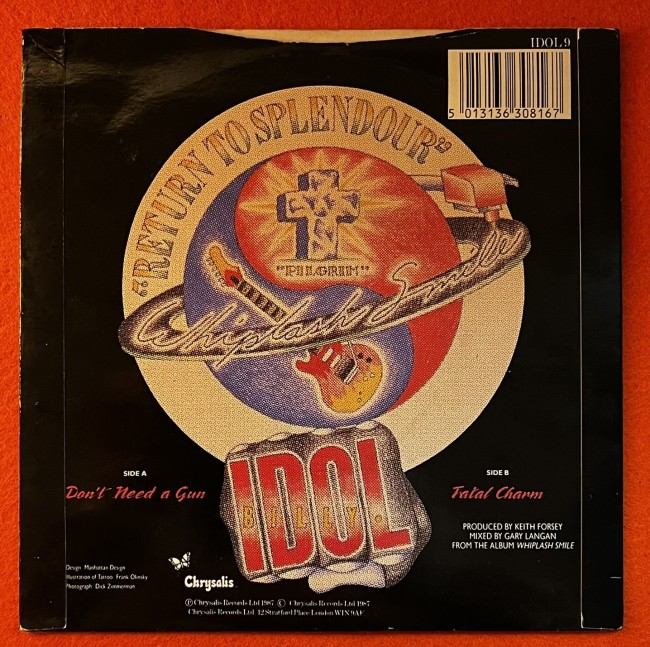 IDOL 9
5 013136 308167
"RETURN TO SPLENDOUR"
"PILGRIM"
Whiplash Smile
IDOL
BILLY
SIDE A
Don't Need a Gun
SIDE B
Fatal Charm
PRODUCED BY KEITH FORSEY
MIXED BY GARY LANGAN
FROM THE ALBUM WHIPLASH SMILE
Design Manhattan Design
Illustration of Tattoo Frank Olinsky
Photograph Dick Zimmerman
Chrysalis
℗ Chrysalis Records Ltd 1987 © Chrysalis Records Ltd 1987
Chrysalis Records Ltd 12 Stratford Place London W1N 9AF